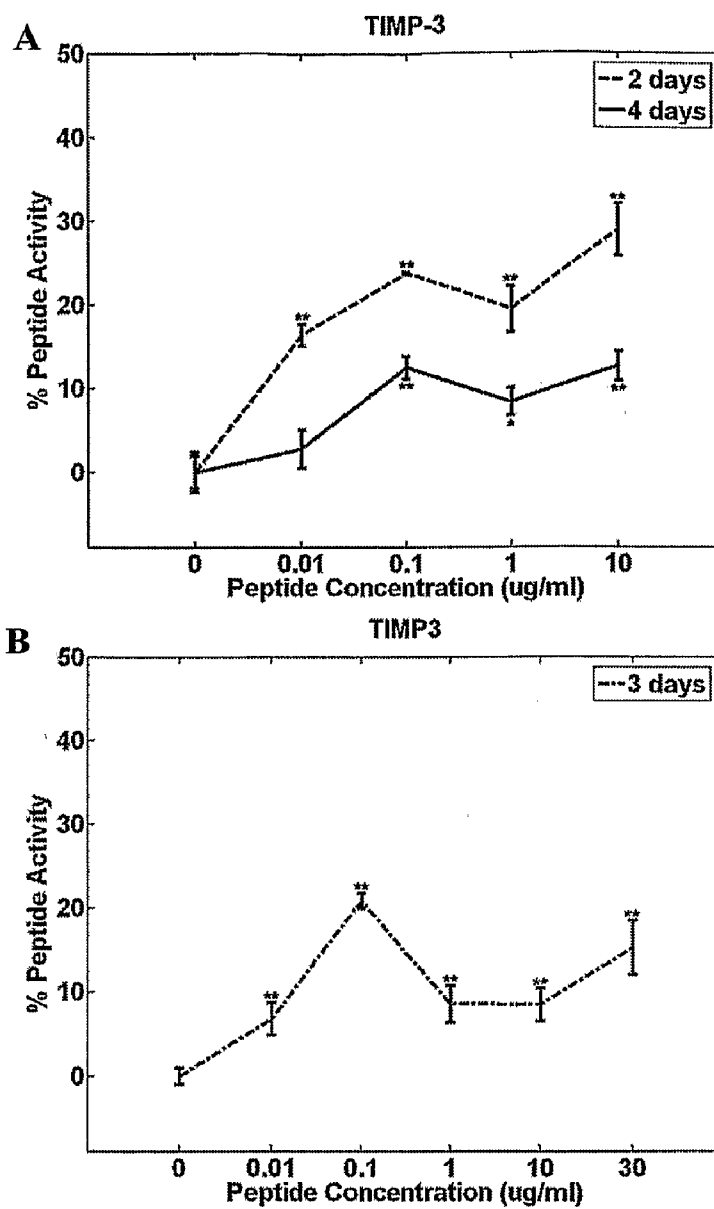 A
TIMP-3
50
40
30
20
10
0
% Peptide Activity
2 days
4 days
**
**
**
**
**
*
**
0 0.01 0.1 1 10
Peptide Concentration (ug/ml)
B
TIMP3
50
40
30
20
10
0
% Peptide Activity
3 days
**
**
**
**
**
0 0.01 0.1 1 10 30
Peptide Concentration (ug/ml)